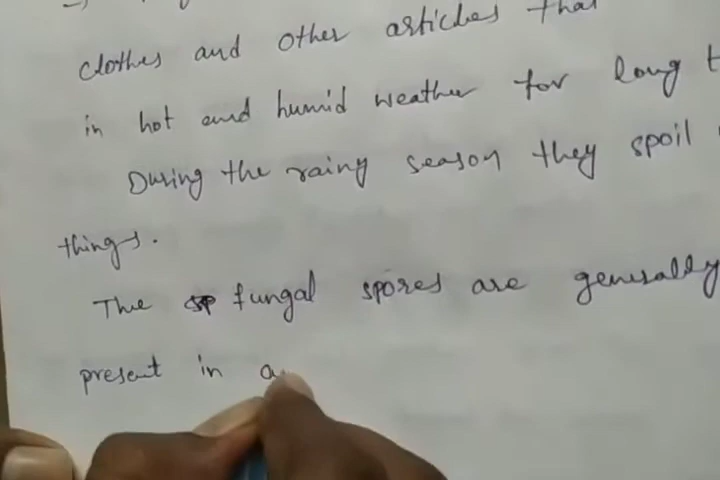 clothes and other articles that
in hot and humid weather for long
During the rainy season they spoil
things.
The fungal spores are generally
present in